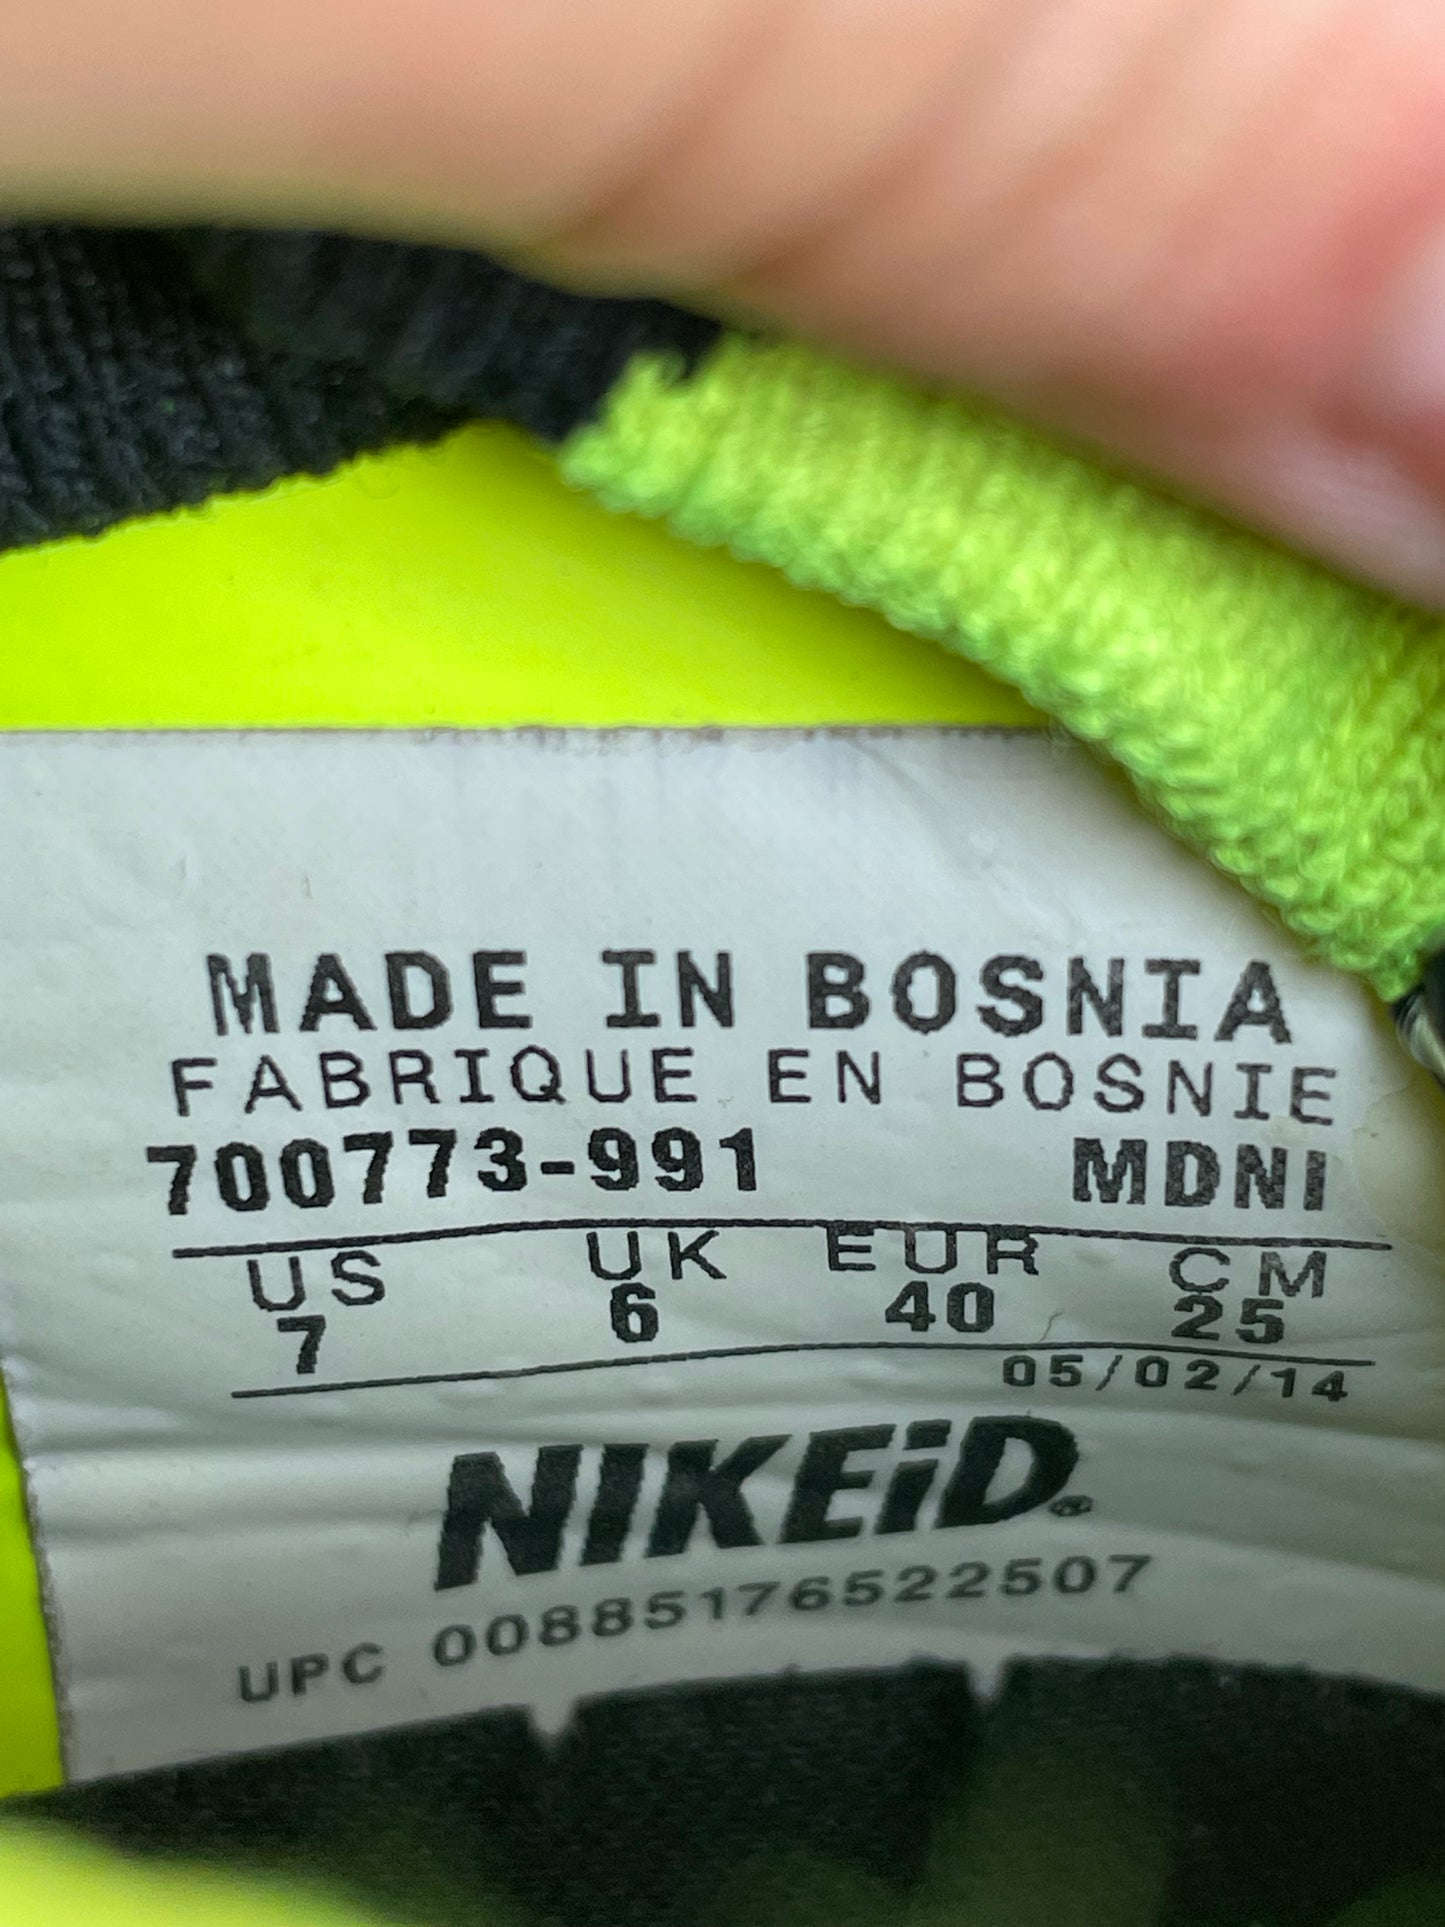 MADE IN BOSNIA
FABRIQUE EN BOSNIE
700773-991 MDNI
US UK EUR CM
7 6 40 25
05/02/14
NIKEiD®
UPC 00885176522507